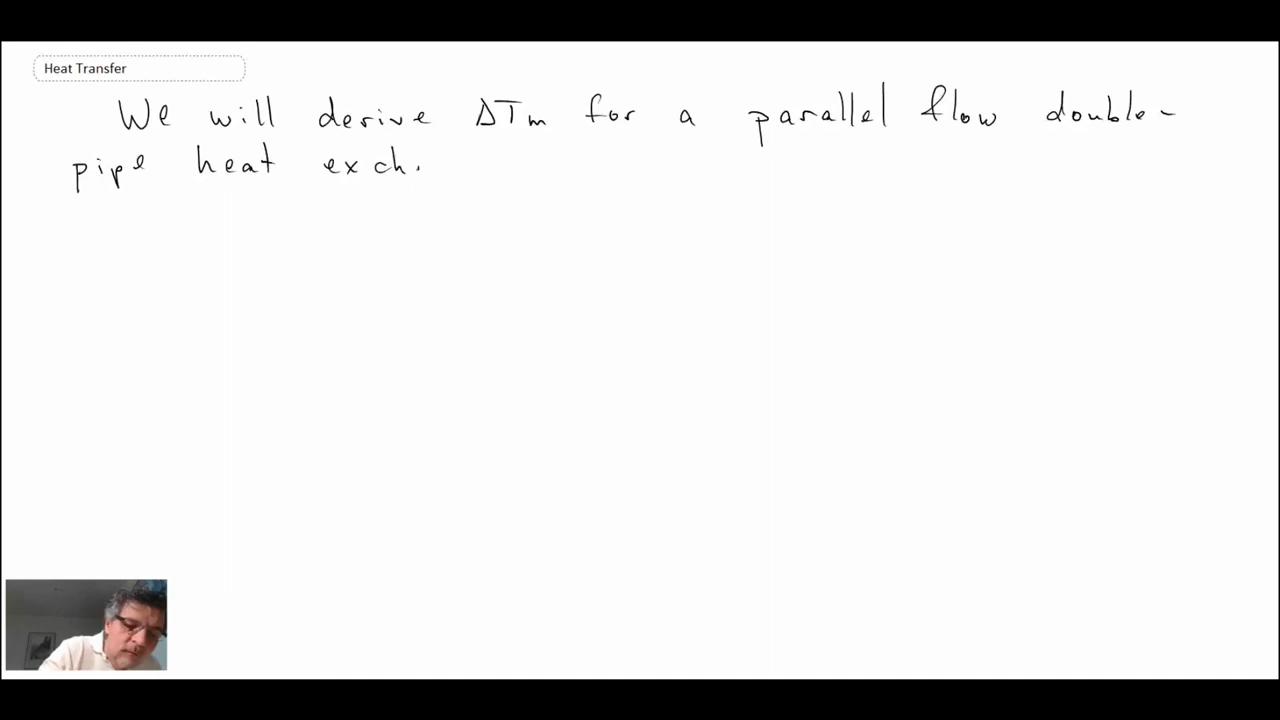 Heat Transfer
We will derive ΔTm for a parallel flow double-
pipe heat exch.